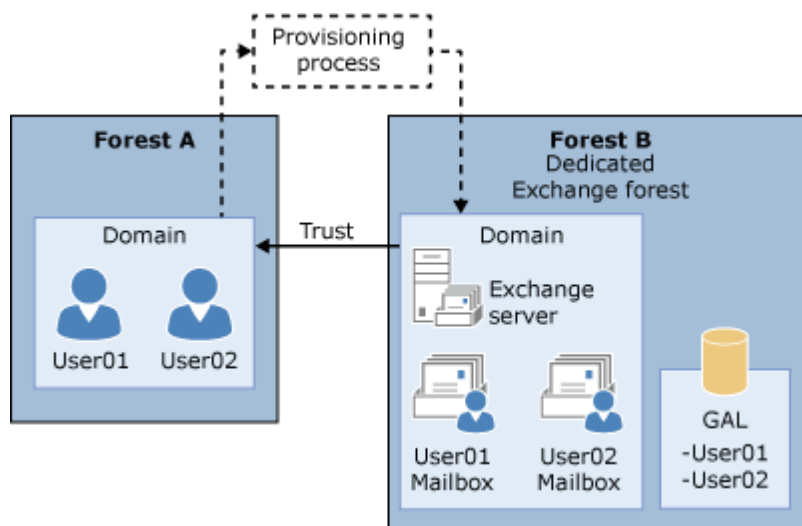 Provisioning
process
Forest A
Domain
User01
User02
Trust
Forest B
Dedicated
Exchange forest
Domain
Exchange
server
User01
Mailbox
User02
Mailbox
GAL
-User01
-User02